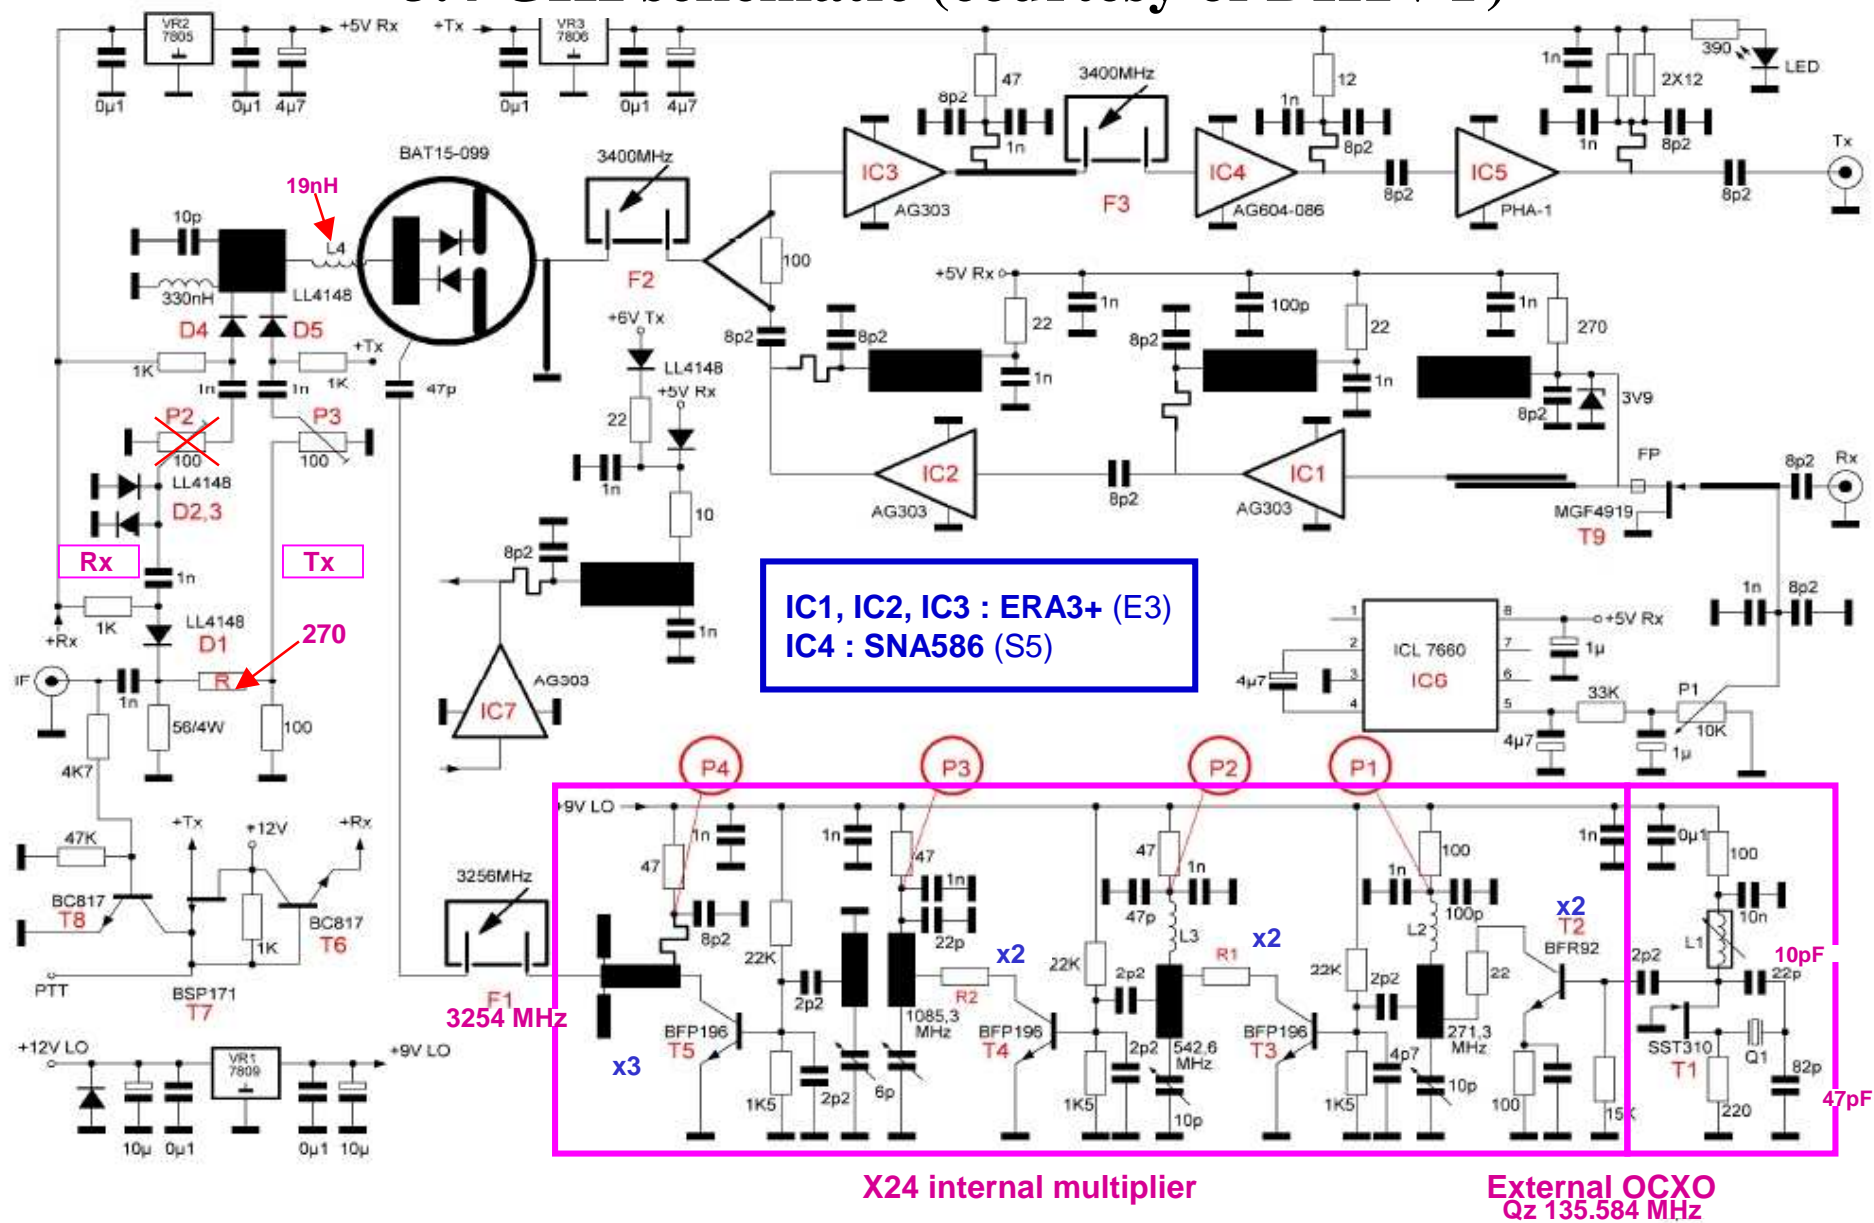 VR2
7805
+5V Rx
0µ1
0µ1
4µ7
+Tx
VR3
7806
0µ1
0µ1
4µ7
47
8p2
1n
3400MHz
F3
12
1n
8p2
1n
2X12
1n
8p2
390
LED
Tx
BAT15-099
3400MHz
F2
19nH
L4
10p
330nH
LL4148
D4
D5
+Tx
1K
1K
1n
1n
47p
P2
100
P3
100
LL4148
D2,3
100
IC3
AG303
IC4
AG604-086
8p2
IC5
PHA-1
8p2
+5V Rx
22
1n
100p
22
1n
270
8p2
8p2
1n
8p2
1n
8p2
3V9
+6V Tx
LL4148
+5V Rx
22
1n
10
IC2
AG303
8p2
IC1
AG303
FP
MGF4919
T9
8p2
Rx
Rx
Tx
1n
1K
+Rx
LL4148
D1
270
IF
1n
R
56/4W
100
4K7
8p2
1n
AG303
IC7
IC1, IC2, IC3 : ERA3+ (E3)
IC4 : SNA586 (S5)
1n
8p2
1
2
3
4
8
7
6
5
ICL 7660
IC6
+5V Rx
1µ
4µ7
4µ7
33K
1µ
P1
10K
P4
P3
P2
P1
47K
BC817
T8
+Tx
+12V
+Rx
1K
BC817
T6
PTT
BSP171
T7
3256MHz
F1
3254 MHz
+12V LO
VR1
7809
+9V LO
10µ
0µ1
0µ1
10µ
+9V LO
47
1n
8p2
22K
BFP196
T5
x3
1K5
2p2
2p2
1n
47
1n
22p
6p
1085,3
MHz
R2
x2
BFP196
T4
22K
1K5
2p2
2p2
47
47p
1n
L3
542,6
MHz
10p
R1
x2
BFP196
T3
22K
1K5
2p2
4p7
100
1n
100p
L2
271,3
MHz
10p
22
x2
T2
BFR92
1n
100
15K
2p2
0µ1
100
10n
L1
10pF
22p
SST310
T1
Q1
220
82p
47pF
X24 internal multiplier
External OCXO
Qz 135.584 MHz